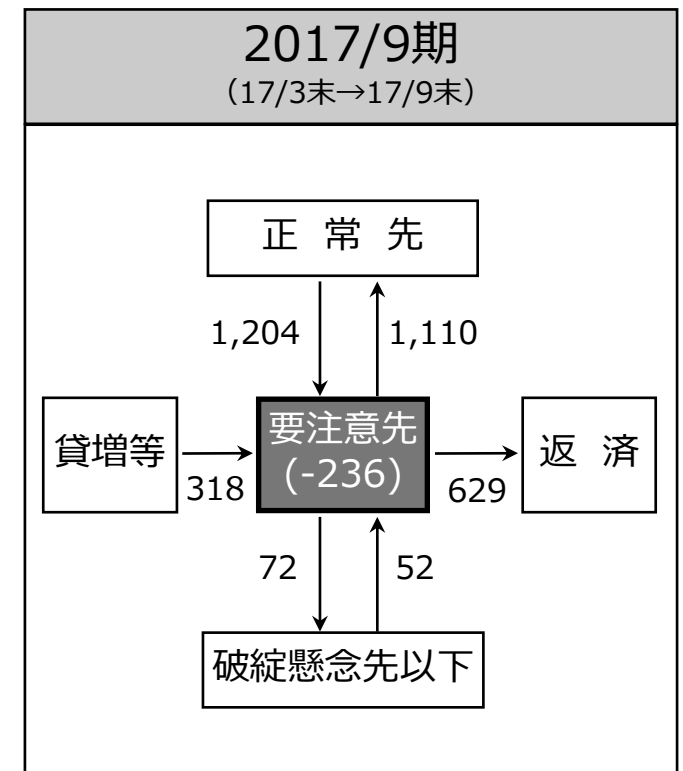 2017/9期
（17/3末→17/9末）
正 常 先
1,204
1,110
貸増等
318
要注意先
(-236)
629
返 済
72
52
破綻懸念先以下